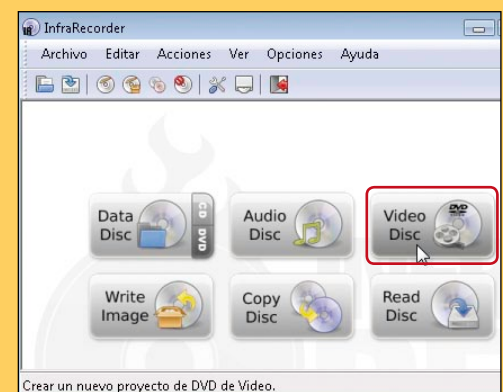 InfraRecorder
Archivo Editar Acciones Ver Opciones Ayuda
Data Disc
CD DVD
Audio Disc
Video Disc
DVD
Write Image
Copy Disc
Read Disc
Crear un nuevo proyecto de DVD de Video.